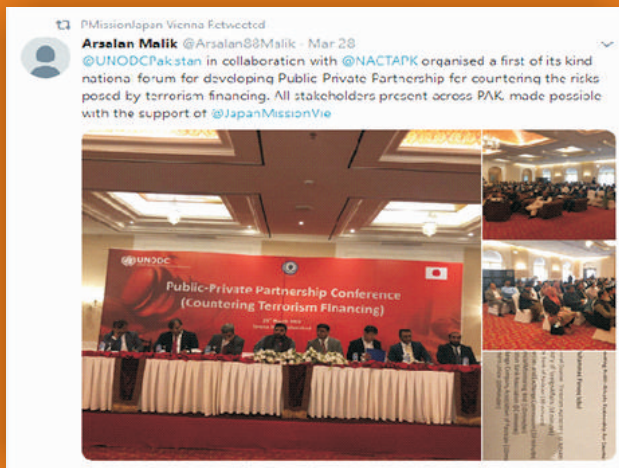 PMissionJapan Vienna Retweeted
Arsalan Malik @Arsalan88Malik · Mar 28
@UNODCPakistan in collaboration with @NACTAPK organised a first of its kind
national forum for developing Public Private Partnership for countering the risks
posed by terrorism financing. All stakeholders present across PAK, made possible
with the support of @JapanMissionVie
UNODC
Public-Private Partnership Conference
(Countering Terrorism Financing)